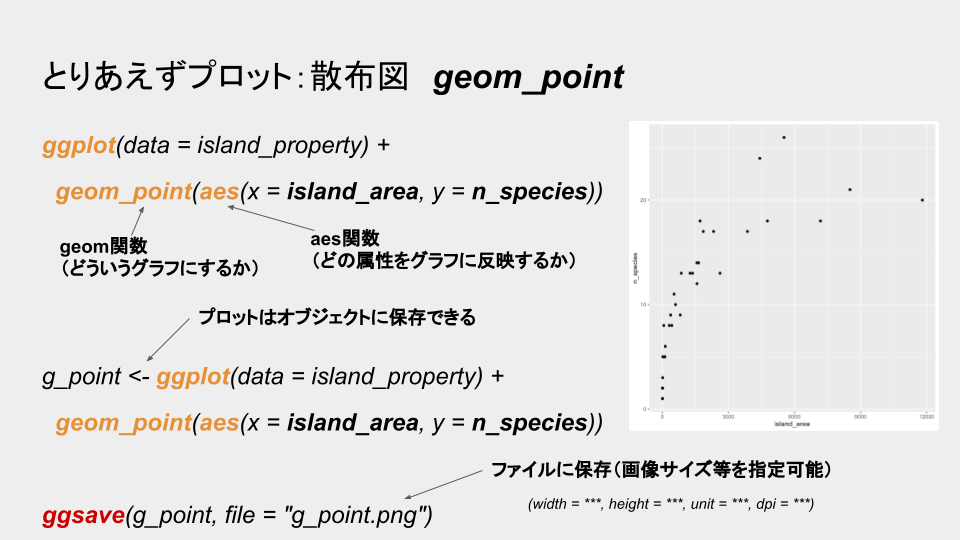 とりあえずプロット：散布図　geom_point
ggplot(data = island_property) +
geom_point(aes(x = island_area, y = n_species))
geom関数
（どういうグラフにするか）
aes関数
（どの属性をグラフに反映するか）
プロットはオブジェクトに保存できる
g_point <- ggplot(data = island_property) +
geom_point(aes(x = island_area, y = n_species))
ファイルに保存（画像サイズ等を指定可能）
(width = ***, height = ***, unit = ***, dpi = ***)
ggsave(g_point, file = "g_point.png")
n_species
20
10
0
0 3000 6000 9000 12000
island_area